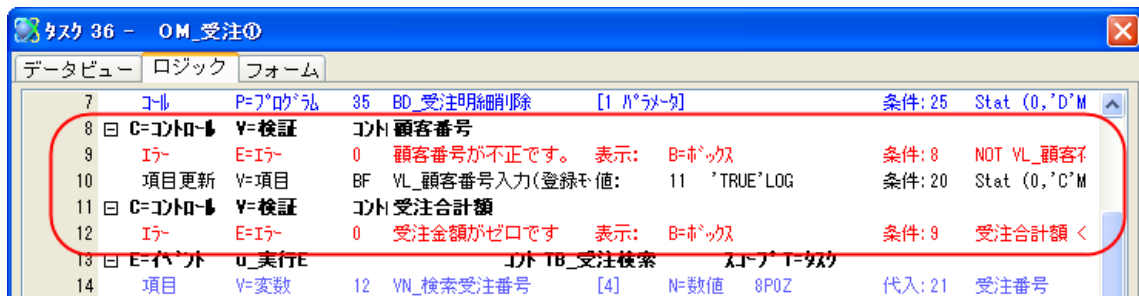 タスク 36 - OM_受注①
データビュー ロジック フォーム
7 コール P=プログラム 35 BD_受注明細削除 [1 パラメータ] 条件:25 Stat (0,'D'M
8 C=コントロール V=検証 コント 顧客番号
9 エラー E=エラー 0 顧客番号が不正です。 表示: B=ボックス 条件:8 NOT VL_顧客
10 項目更新 V=項目 BF VL_顧客番号入力(登録モ 値: 11 'TRUE'LOG 条件:20 Stat (0,'C'M
11 C=コントロール V=検証 コント 受注合計額
12 エラー E=エラー 0 受注金額がゼロです 表示: B=ボックス 条件:9 受注合計額 <
13 E=イベント u_実行E コント TB_受注検索 スコープ T=タスク
14 項目 V=変数 12 VN_検索受注番号 [4] N=数値 8P0Z 代入:21 受注番号